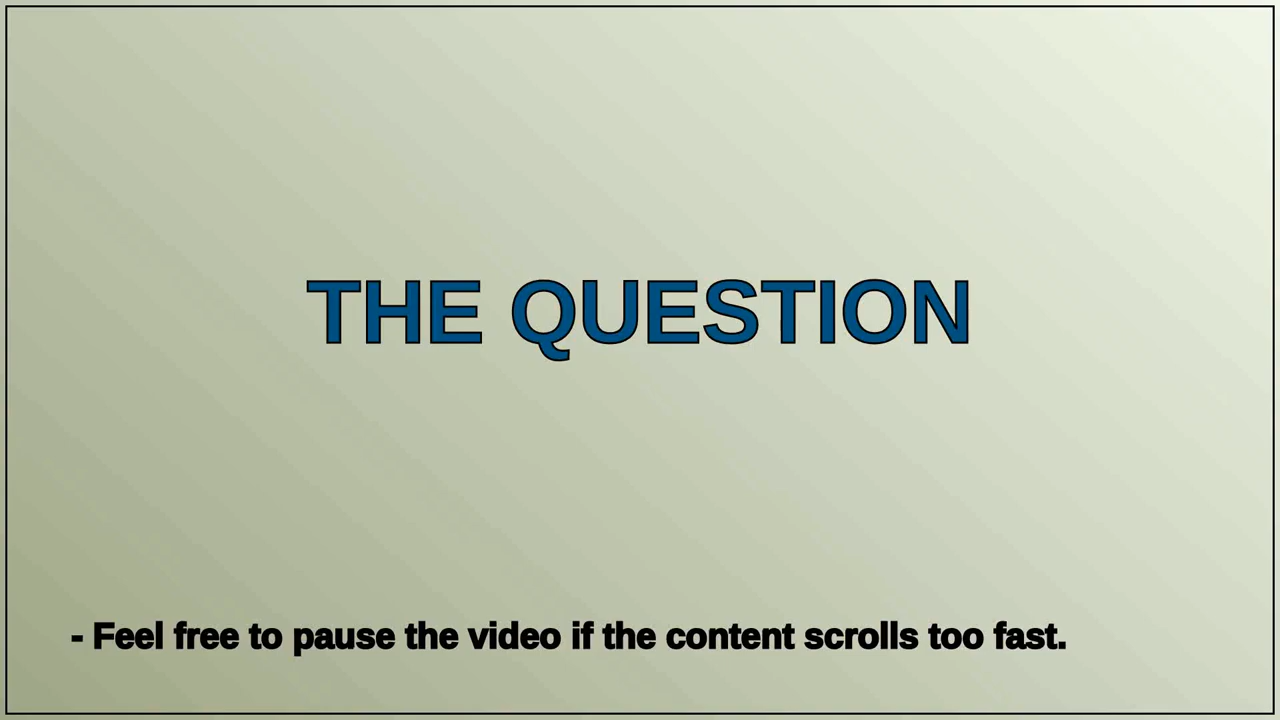 THE QUESTION
- Feel free to pause the video if the content scrolls too fast.